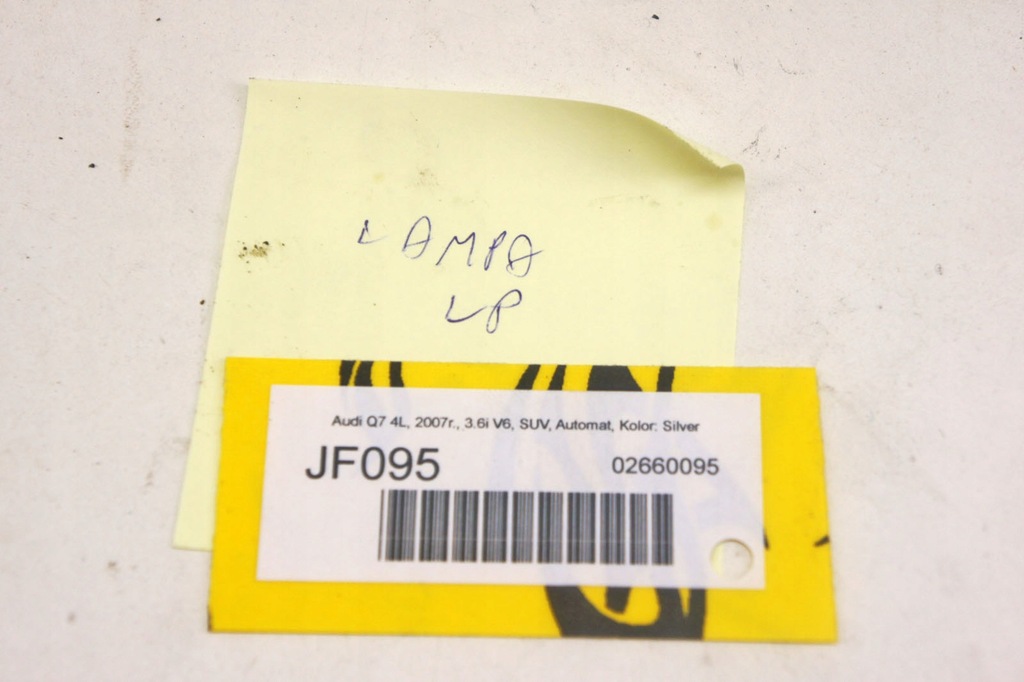 LAMPA
LP
Audi Q7 4L, 2007r., 3.6i V6, SUV, Automat, Kolor: Silver
JF095 02660095